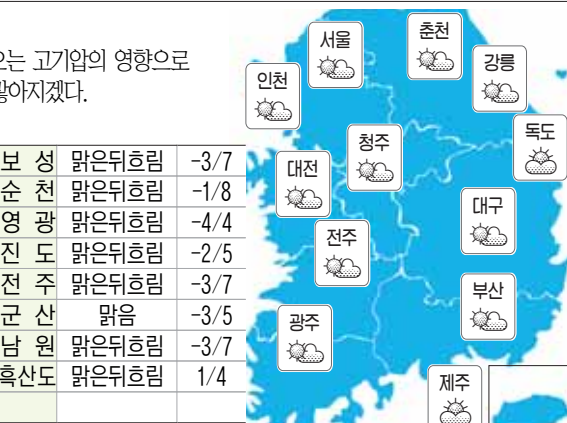 오는 고기압의 영향으로
많아지겠다.
보 성 맑은뒤흐림 -3/7
순 천 맑은뒤흐림 -1/8
영 광 맑은뒤흐림 -4/4
진 도 맑은뒤흐림 -2/5
전 주 맑은뒤흐림 -3/7
군 산 맑음 -3/5
남 원 맑은뒤흐림 -3/7
흑산도 맑은뒤흐림 1/4
서울
춘천
강릉
인천
독도
청주
대전
대구
전주
부산
광주
제주